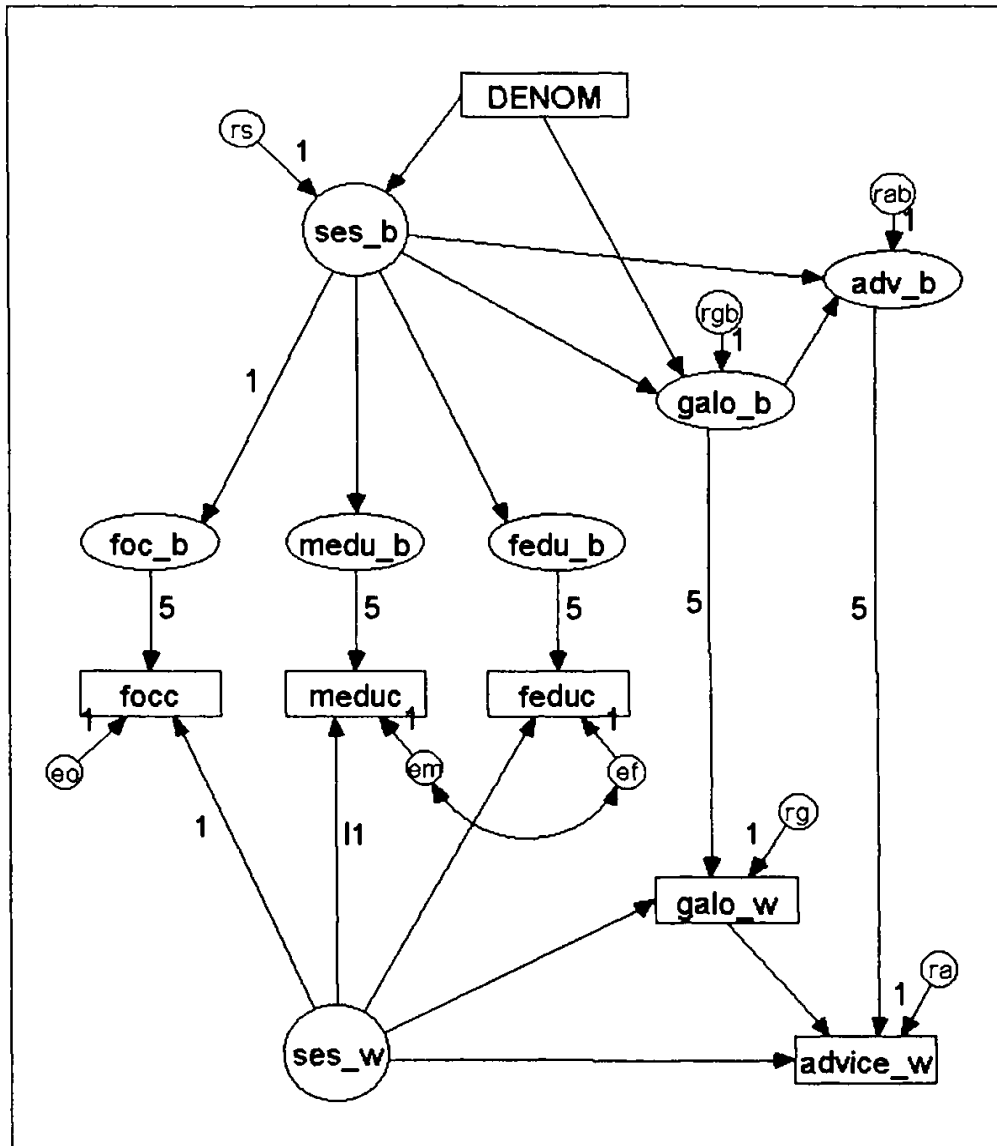 DENOM
rs
1
rab
1
ses_b
adv_b
rgb
1
galo_b
1
foc_b
medu_b
fedu_b
5
5
5
5
5
focc
meduc
feduc
1
1
1
eo
em
ef
1
l1
rg
1
galo_w
ra
1
ses_w
advice_w